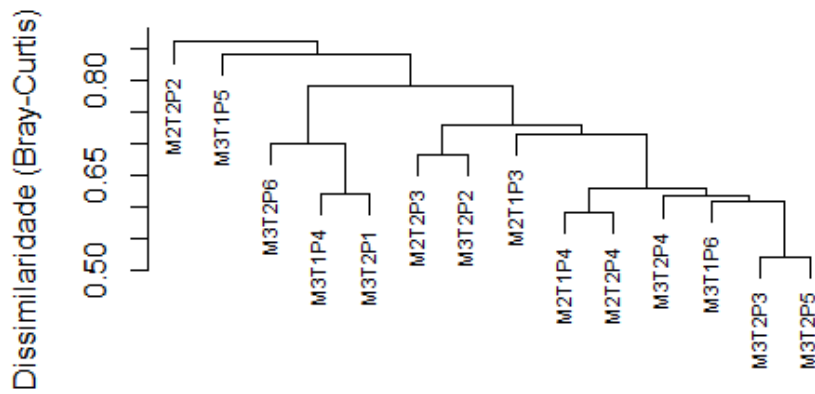 Dissimilaridade (Bray-Curtis)
0.80
0.65
0.50
M2T2P2
M3T1P5
M3T2P6
M3T1P4
M3T2P1
M2T2P3
M3T2P2
M2T1P3
M2T1P4
M2T2P4
M3T2P4
M3T1P6
M3T2P3
M3T2P5